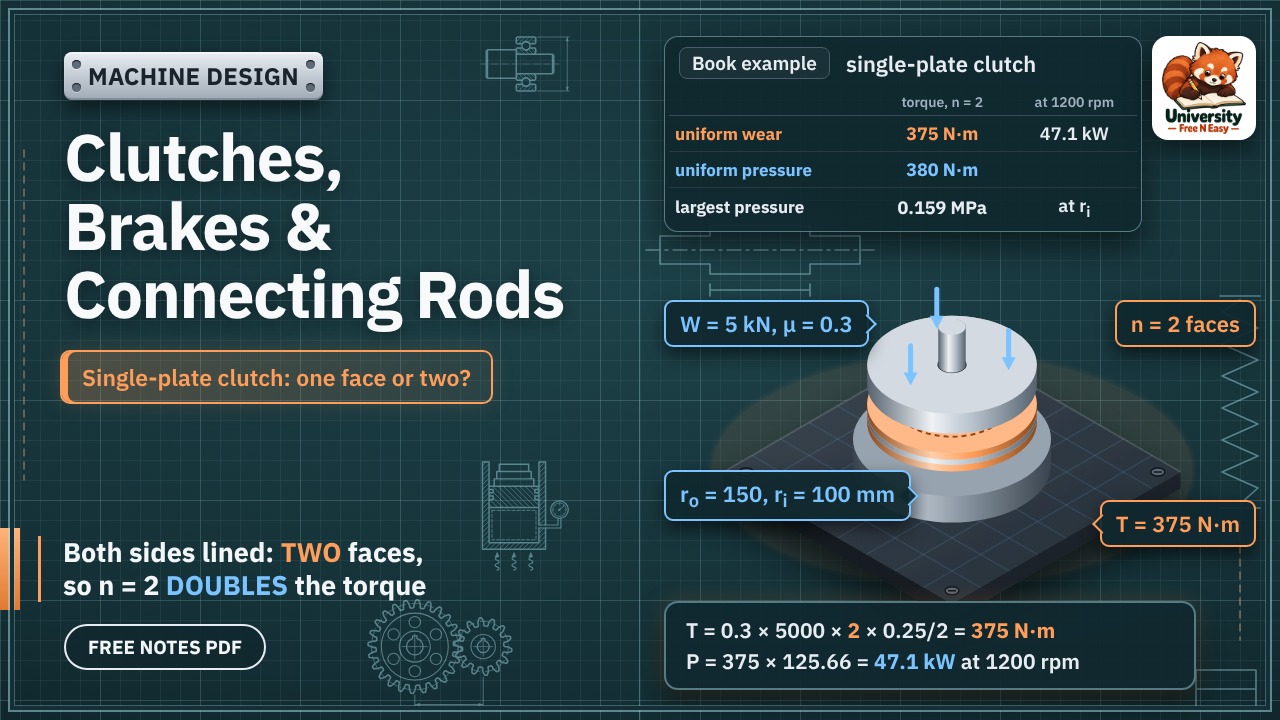 MACHINE DESIGN
Clutches,
Brakes &
Connecting Rods
Single-plate clutch: one face or two?
Both sides lined: TWO faces,
so n = 2 DOUBLES the torque
FREE NOTES PDF
Book example single-plate clutch
torque, n = 2 at 1200 rpm
uniform wear 375 N·m 47.1 kW
uniform pressure 380 N·m
largest pressure 0.159 MPa at ri
University
Free N Easy
W = 5 kN, μ = 0.3
n = 2 faces
ro = 150, ri = 100 mm
T = 375 N·m
T = 0.3 × 5000 × 2 × 0.25/2 = 375 N·m
P = 375 × 125.66 = 47.1 kW at 1200 rpm